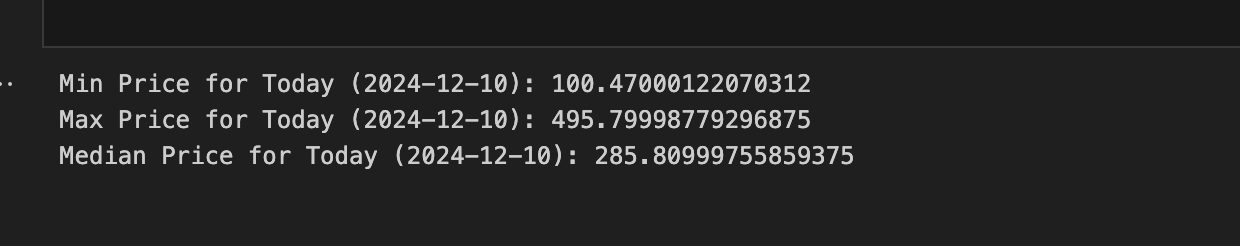 Min Price for Today (2024-12-10): 100.47000122070312
Max Price for Today (2024-12-10): 495.79998779296875
Median Price for Today (2024-12-10): 285.80999755859375